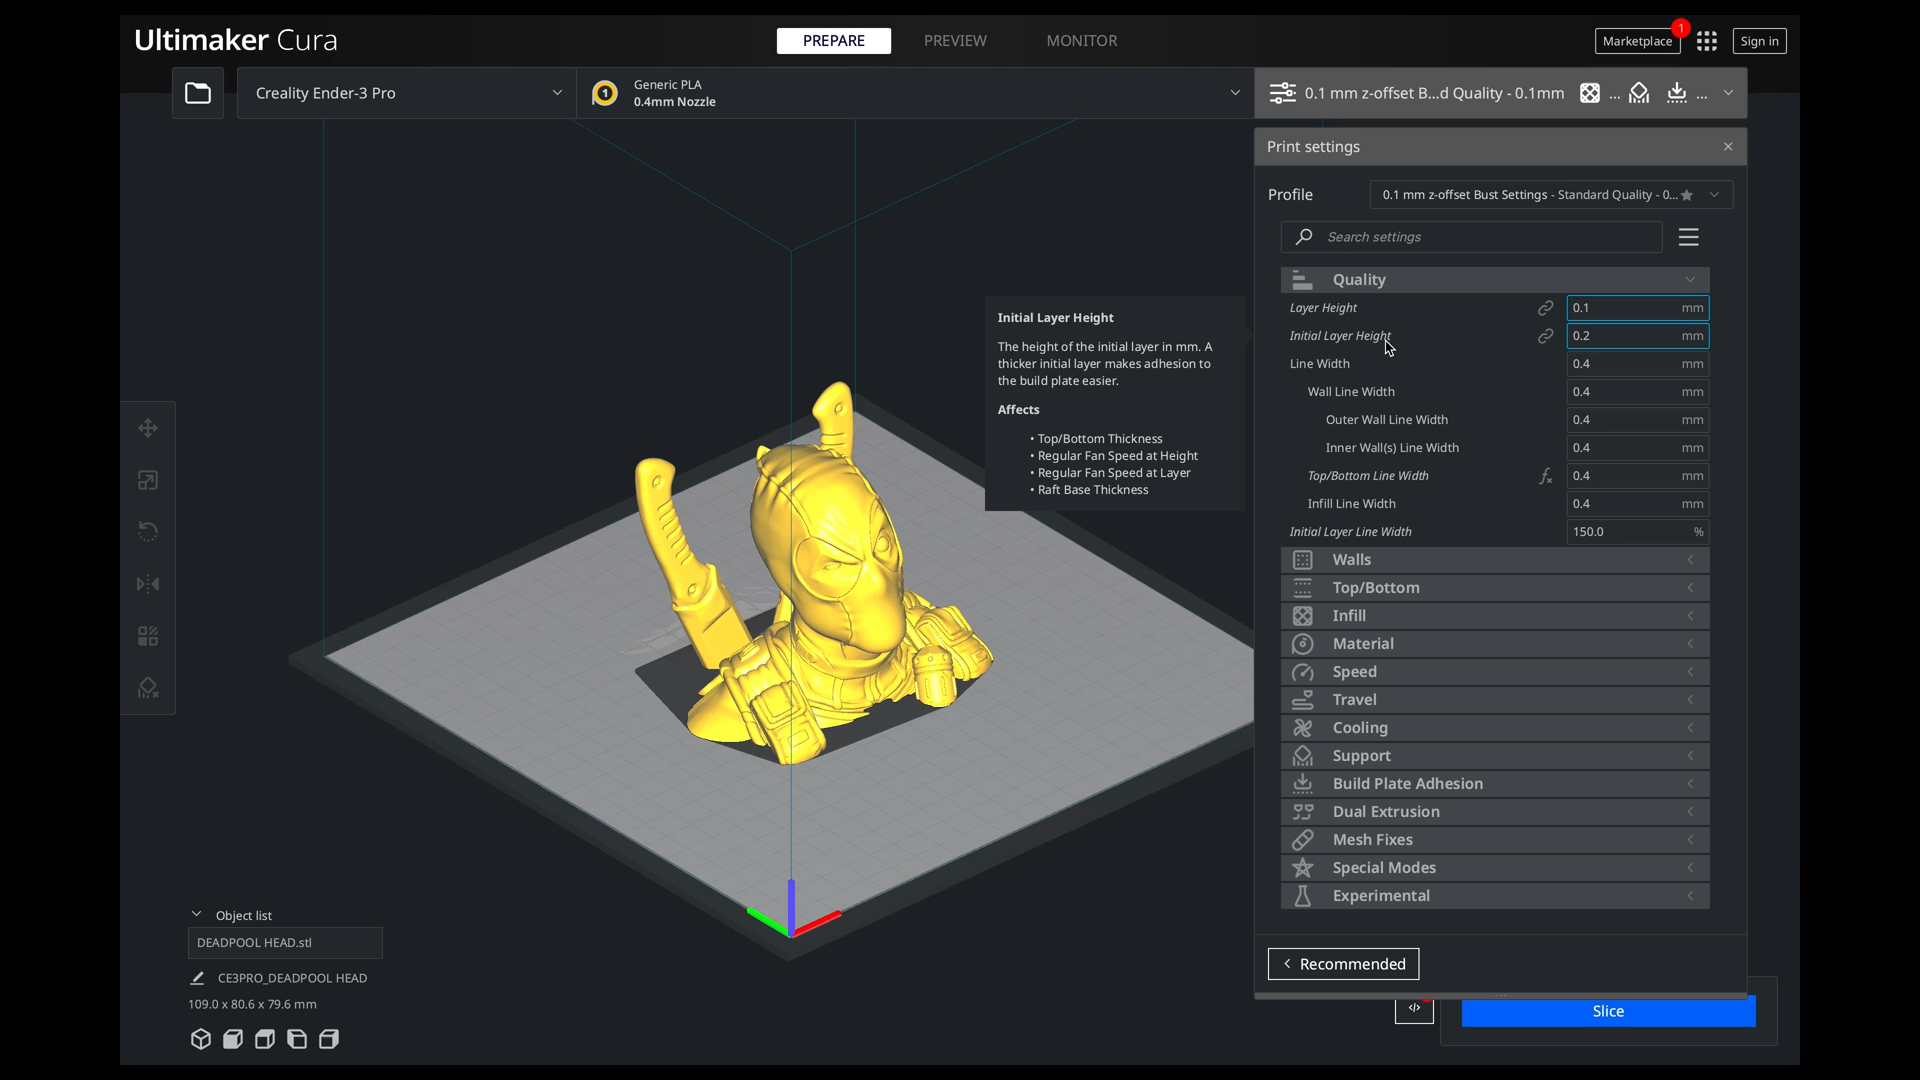 Ultimaker Cura
PREPARE
PREVIEW
MONITOR
Marketplace
1
Sign in
Creality Ender-3 Pro
1
Generic PLA
0.4mm Nozzle
0.1 mm z-offset B...d Quality - 0.1mm
...
...
Print settings
Profile
0.1 mm z-offset Bust Settings - Standard Quality - 0...
Search settings
Quality
Layer Height
0.1 mm
Initial Layer Height
0.2 mm
Line Width
0.4 mm
Wall Line Width
0.4 mm
Outer Wall Line Width
0.4 mm
Inner Wall(s) Line Width
0.4 mm
Top/Bottom Line Width
0.4 mm
Infill Line Width
0.4 mm
Initial Layer Line Width
150.0 %
Walls
Top/Bottom
Infill
Material
Speed
Travel
Cooling
Support
Build Plate Adhesion
Dual Extrusion
Mesh Fixes
Special Modes
Experimental
Recommended
Slice
Initial Layer Height
The height of the initial layer in mm. A
thicker initial layer makes adhesion to
the build plate easier.
Affects
• Top/Bottom Thickness
• Regular Fan Speed at Height
• Regular Fan Speed at Layer
• Raft Base Thickness
Object list
DEADPOOL HEAD.stl
CE3PRO_DEADPOOL HEAD
109.0 x 80.6 x 79.6 mm